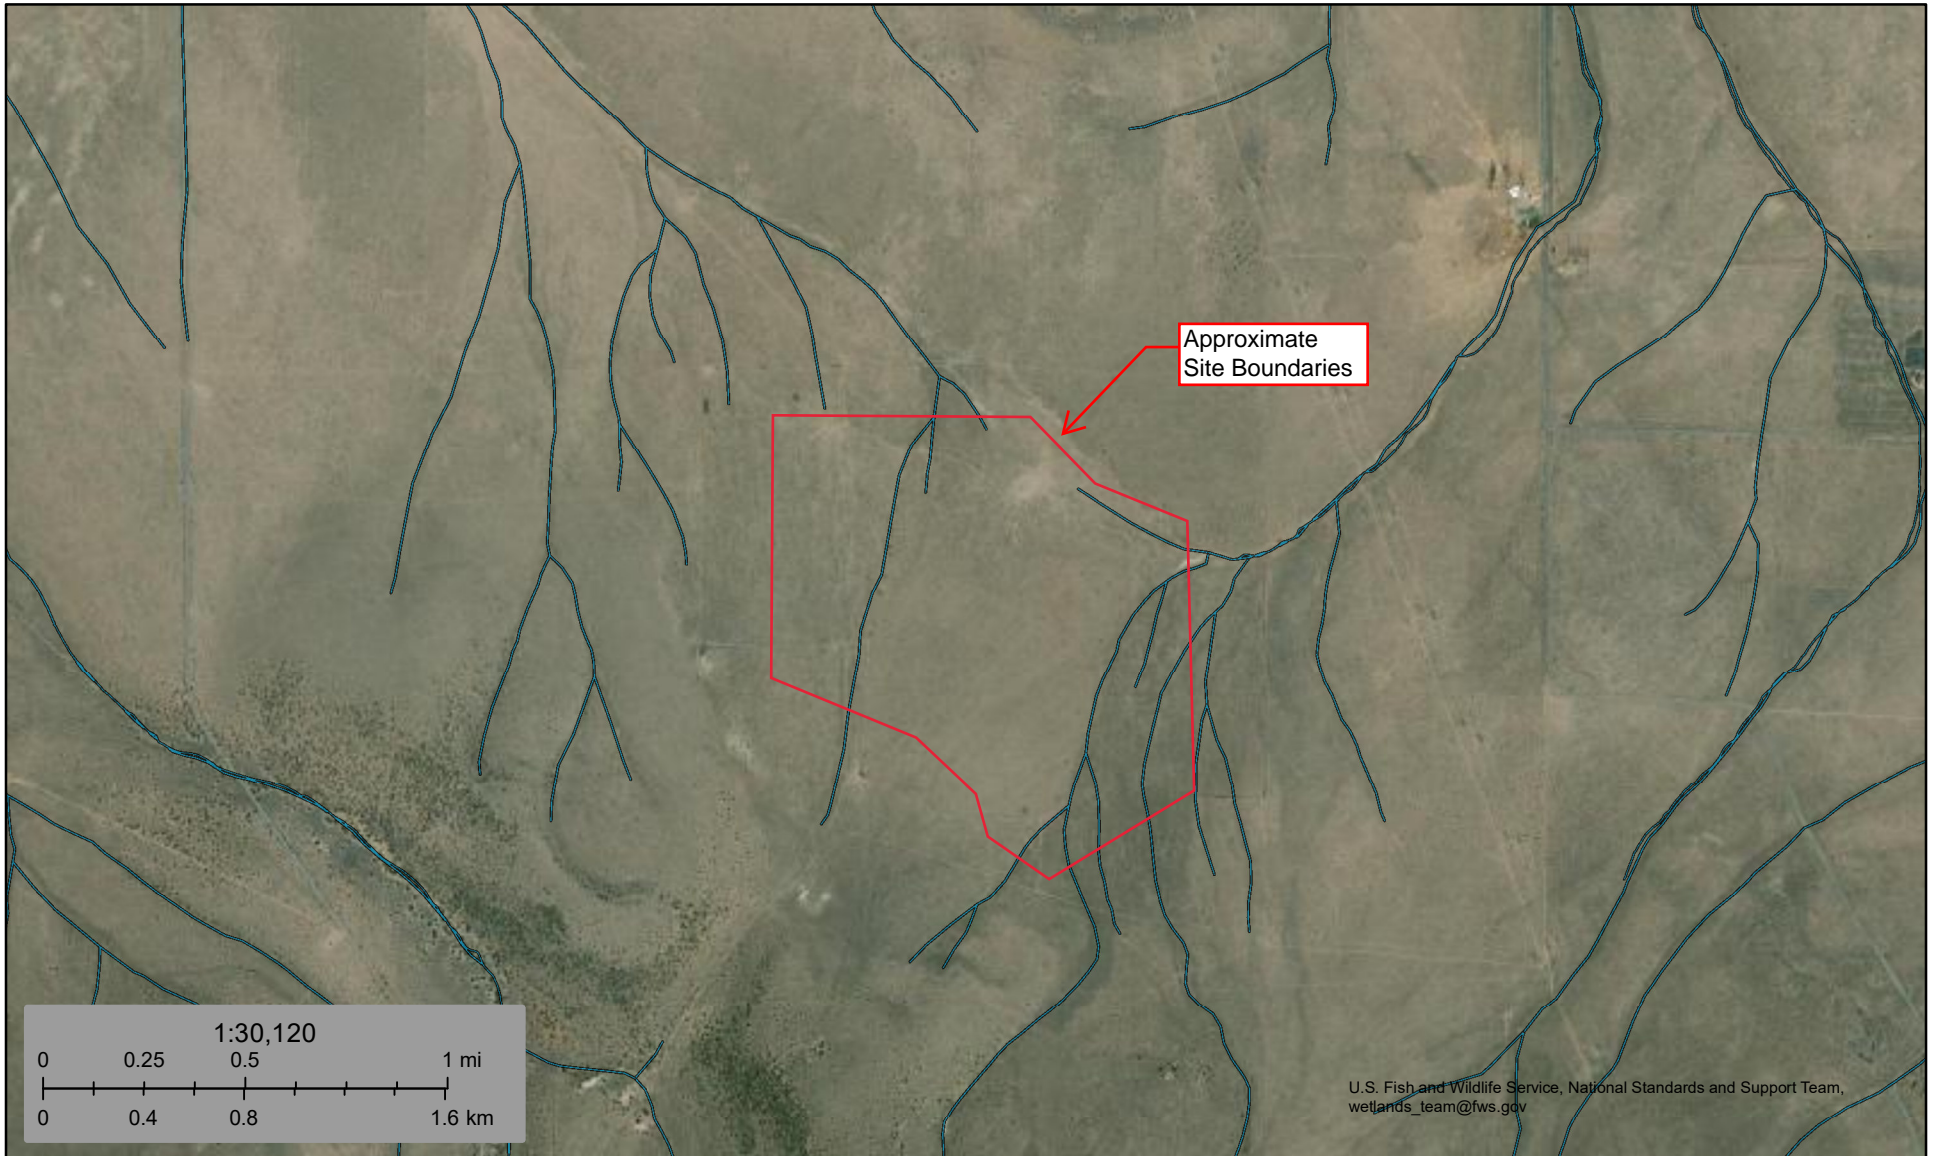 Approximate
Site Boundaries
1:30,120
0 0.25 0.5 1 mi
0 0.4 0.8 1.6 km
U.S. Fish and Wildlife Service, National Standards and Support Team,
wetlands_team@fws.gov